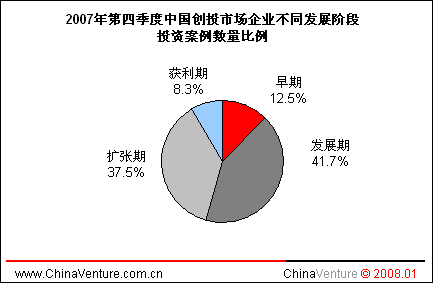 2007年第四季度中国创投市场企业不同发展阶段
投资案例数量比例
获利期
8.3%
早期
12.5%
扩张期
37.5%
发展期
41.7%
www.ChinaVenture.com.cn
ChinaVenture © 2008.01